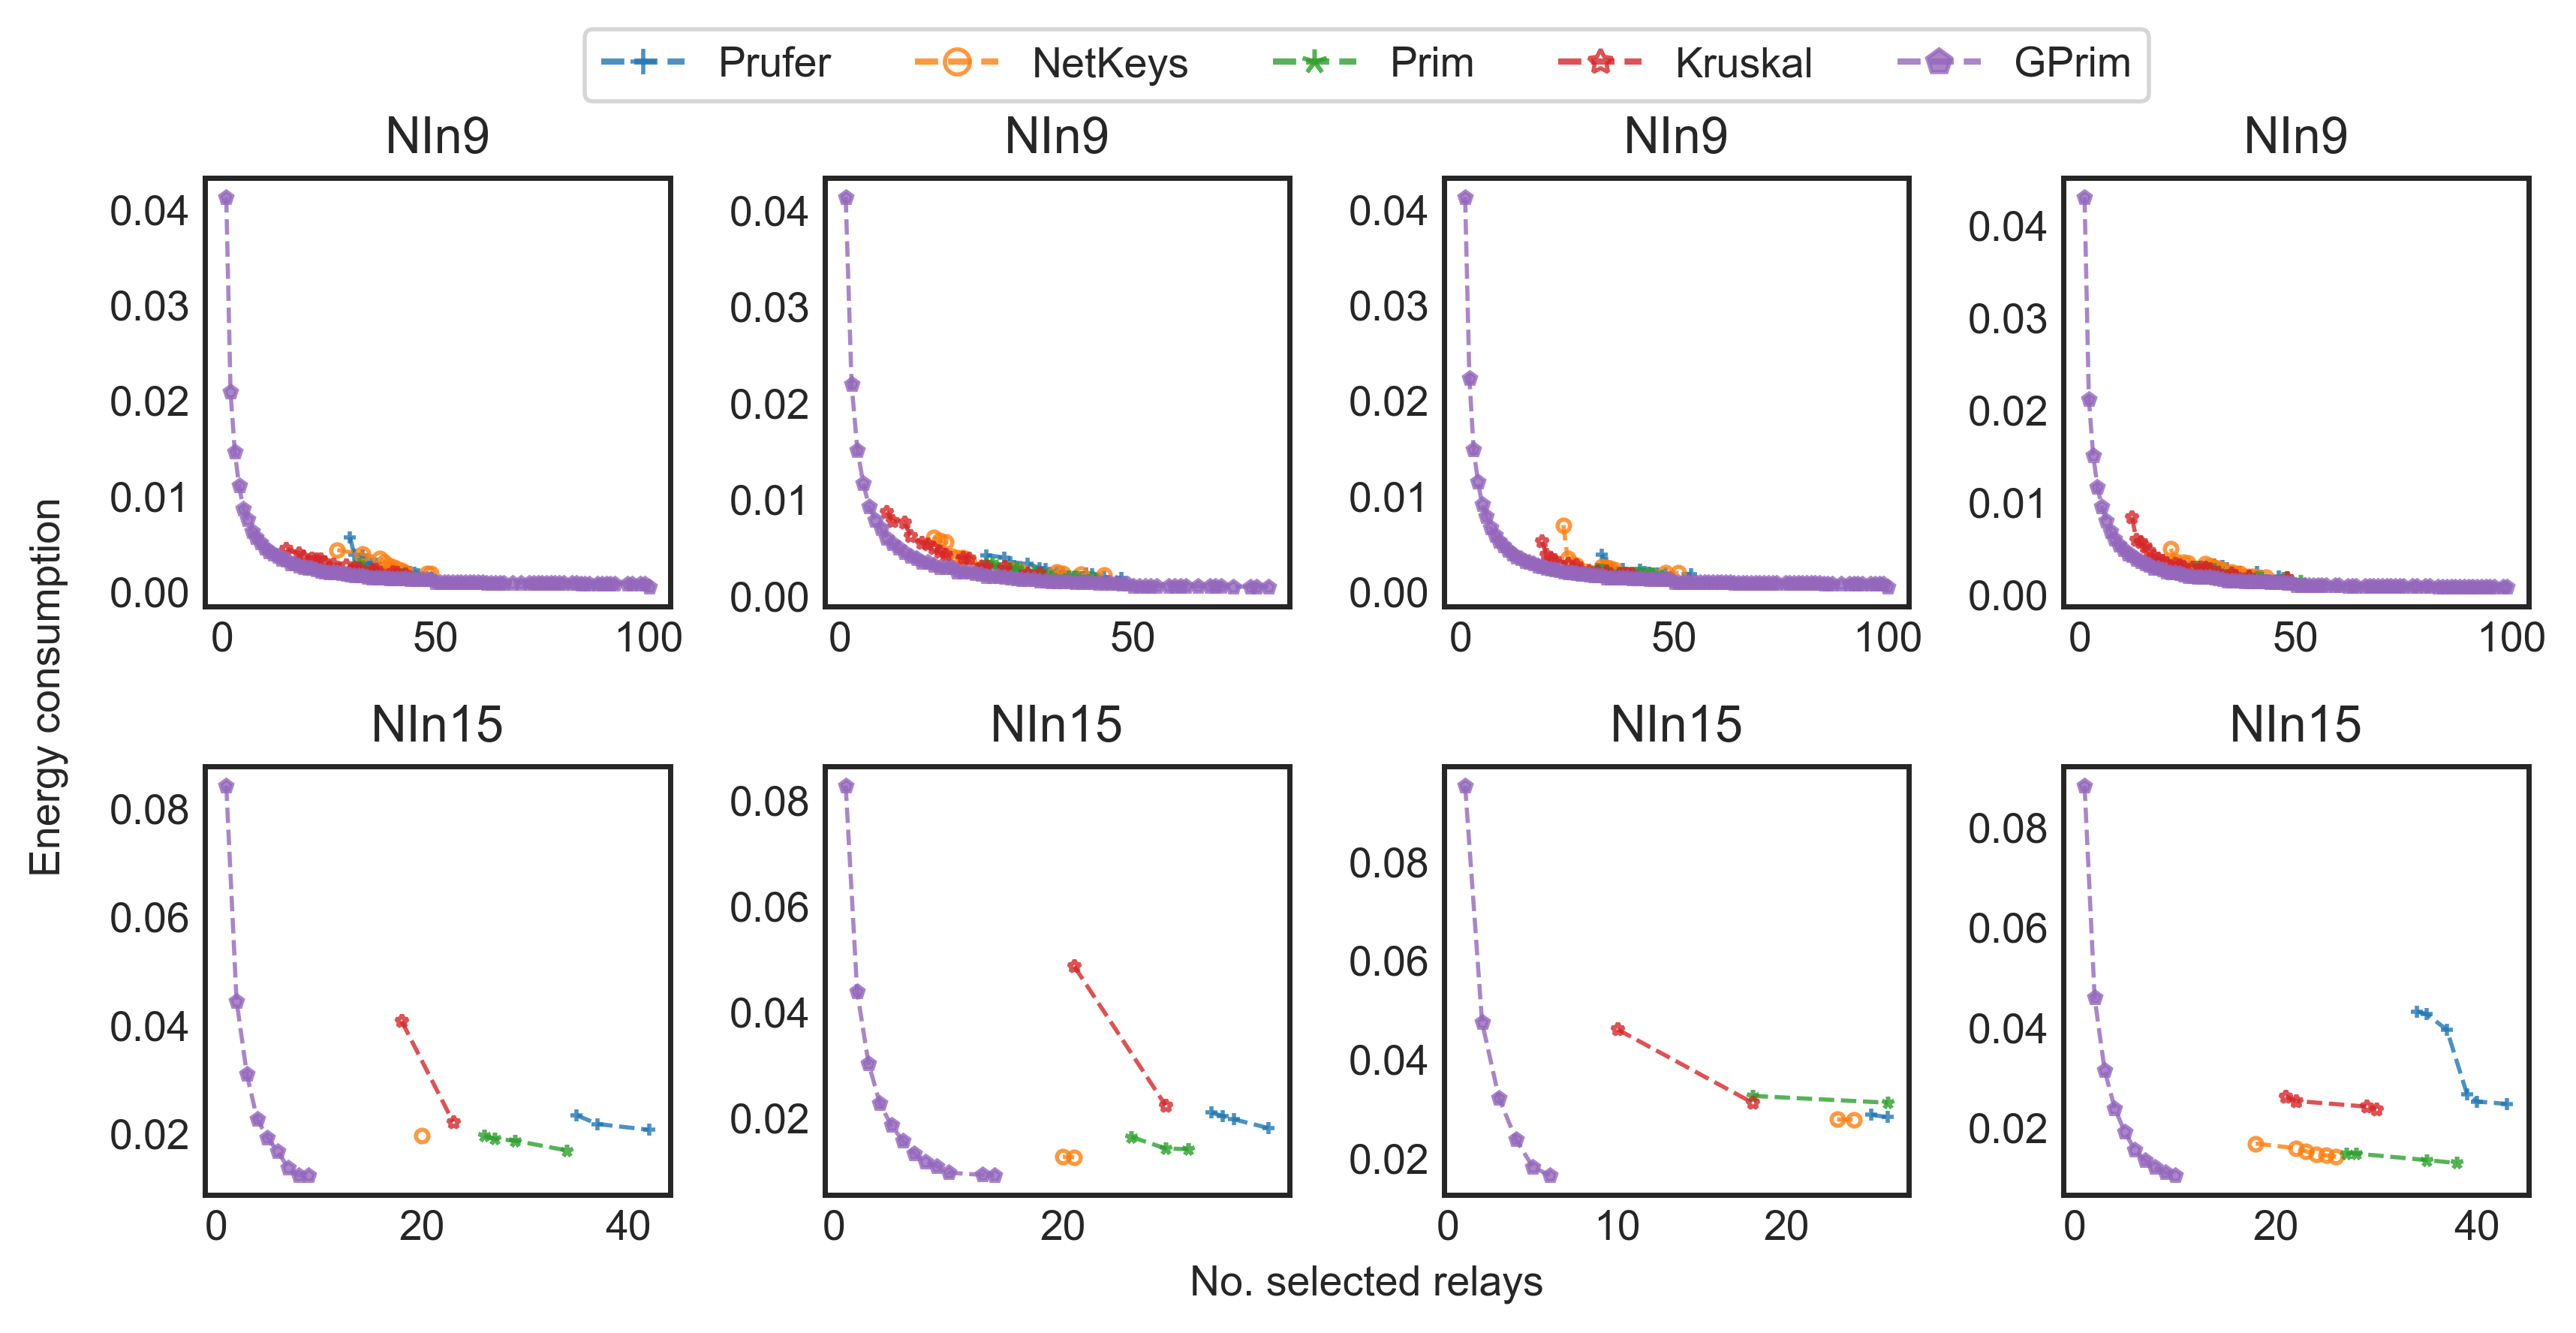 Prufer NetKeys Prim Kruskal GPrim
NIn9 NIn9 NIn9 NIn9
0.04 0.04 0.04 0.04
0.03 0.03 0.03 0.03
0.02 0.02 0.02 0.02
0.01 0.01 0.01 0.01
0.00 0.00 0.00 0.00
0 50 100 0 50 0 50 100 0 50 100
Energy consumption
NIn15 NIn15 NIn15 NIn15
0.08 0.08 0.08 0.08
0.06 0.06 0.06 0.06
0.04 0.04 0.04 0.04
0.02 0.02 0.02 0.02
0 20 40 0 20 0 10 20 0 20 40
No. selected relays